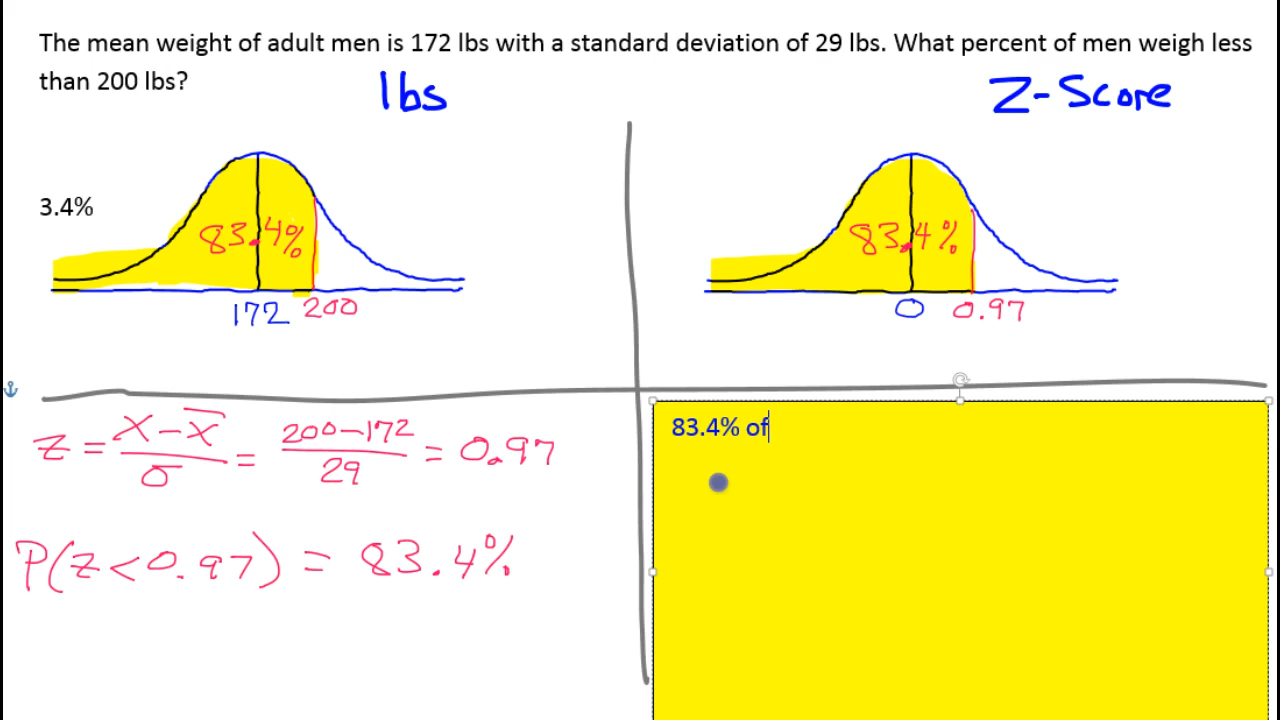 The mean weight of adult men is 172 lbs with a standard deviation of 29 lbs. What percent of men weigh less
than 200 lbs?
lbs
Z-Score
3.4%
83.4%
172 200
83.4%
0 0.97
z = x - x̅ / σ = 200-172 / 29 = 0.97
P(z < 0.97) = 83.4%
83.4% of